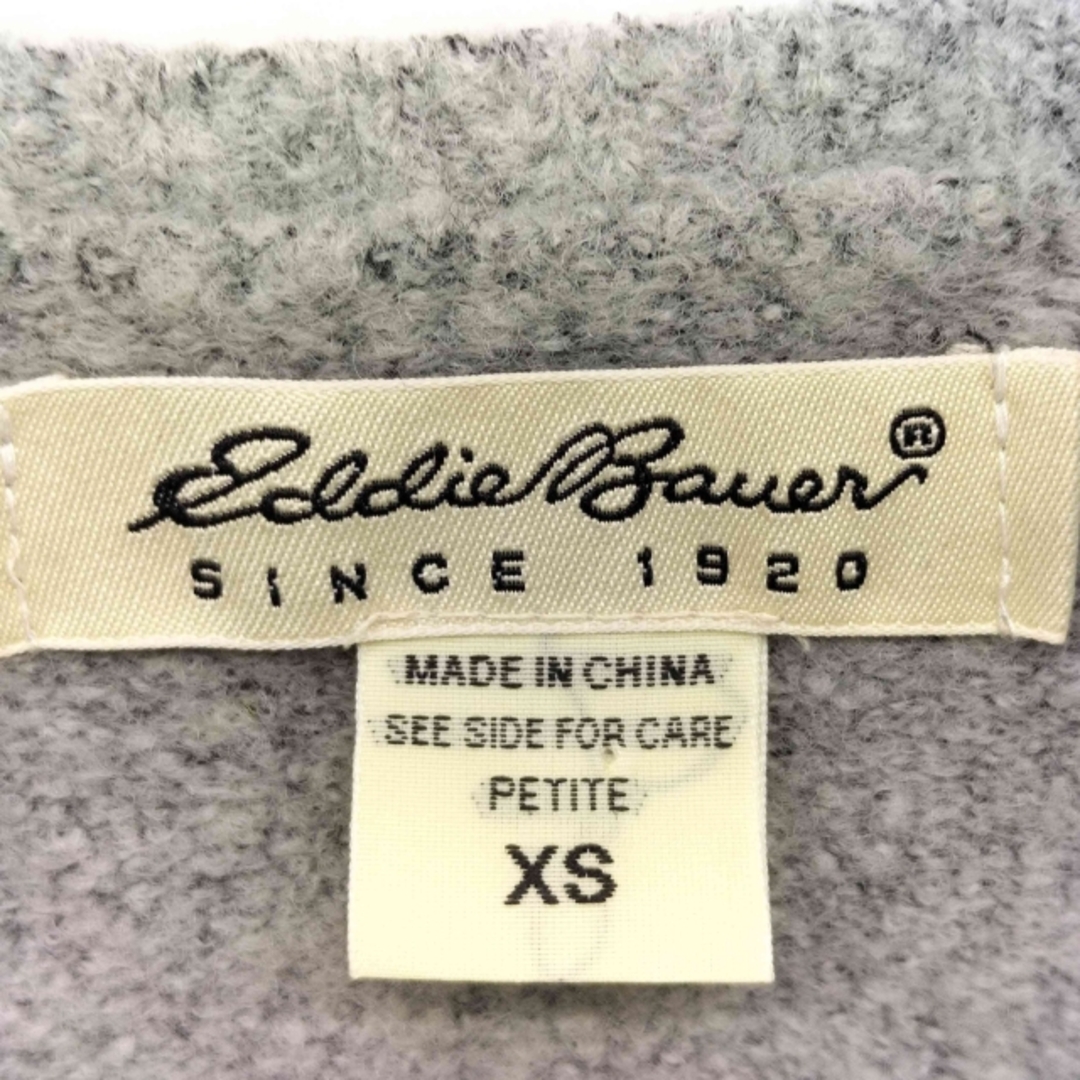 Eddie Bauer®
SINCE 1920
MADE IN CHINA
SEE SIDE FOR CARE
PETITE
XS